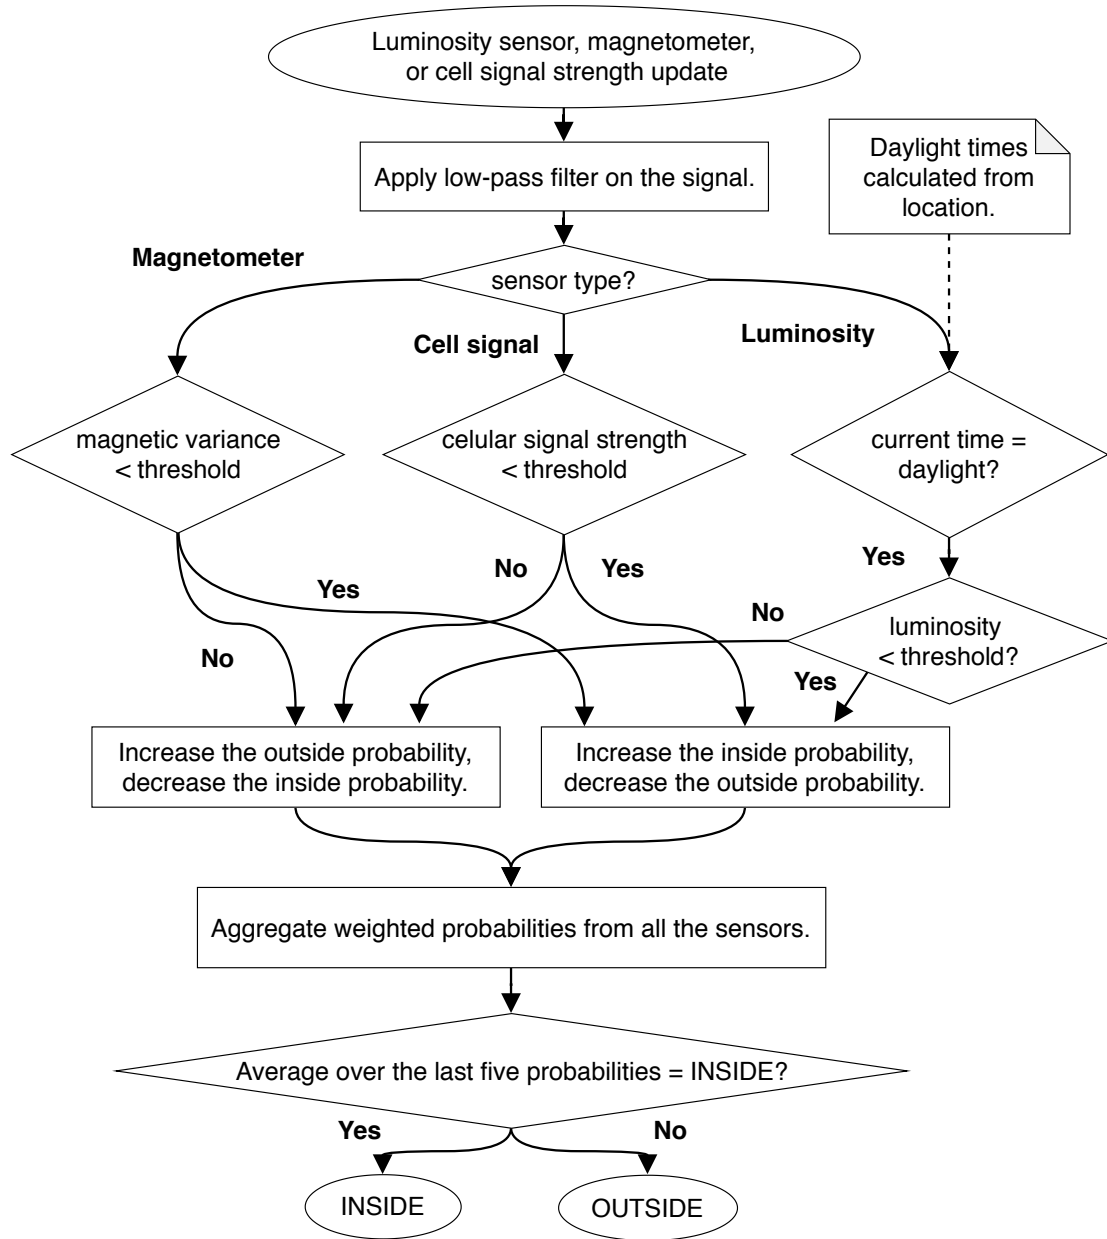 Luminosity sensor, magnetometer,
or cell signal strength update
Apply low-pass filter on the signal.
Daylight times
calculated from
location.
Magnetometer
sensor type?
Cell signal
Luminosity
magnetic variance
< threshold
celular signal strength
< threshold
current time =
daylight?
Yes
No
Yes
Yes
No
No
luminosity
< threshold?
Yes
Increase the outside probability,
decrease the inside probability.
Increase the inside probability,
decrease the outside probability.
Aggregate weighted probabilities from all the sensors.
Average over the last five probabilities = INSIDE?
Yes
No
INSIDE
OUTSIDE